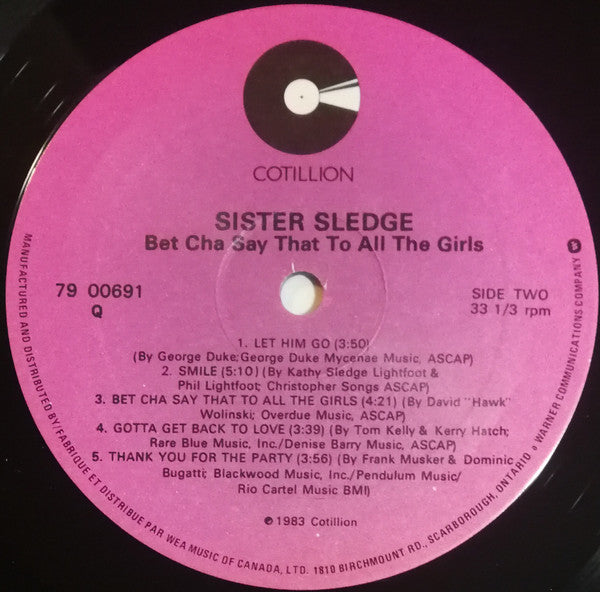 COTILLION
SISTER SLEDGE
Bet Cha Say That To All The Girls
79 00691
Q
SIDE TWO
33 1/3 rpm
1. LET HIM GO (3:50)
(By George Duke; George Duke Mycenae Music, ASCAP)
2. SMILE (5:10) (By Kathy Sledge Lightfoot &
Phil Lightfoot; Christopher Songs ASCAP)
3. BET CHA SAY THAT TO ALL THE GIRLS (4:21) (By David "Hawk"
Wolinski; Overdue Music, ASCAP)
4. GOTTA GET BACK TO LOVE (3:39) (By Tom Kelly & Kerry Hatch;
Rare Blue Music, Inc./Denise Barry Music, ASCAP)
5. THANK YOU FOR THE PARTY (3:56) (By Frank Musker & Dominic
Bugatti; Blackwood Music, Inc./Pendulum Music/
Rio Cartel Music BMI)
℗ 1983 Cotillion
MANUFACTURED AND DISTRIBUTED BY/FABRIQUE ET DISTRIBUE PAR WEA MUSIC OF CANADA, LTD. 1810 BIRCHMOUNT RD., SCARBOROUGH, ONTARIO a WARNER COMMUNICATIONS COMPANY